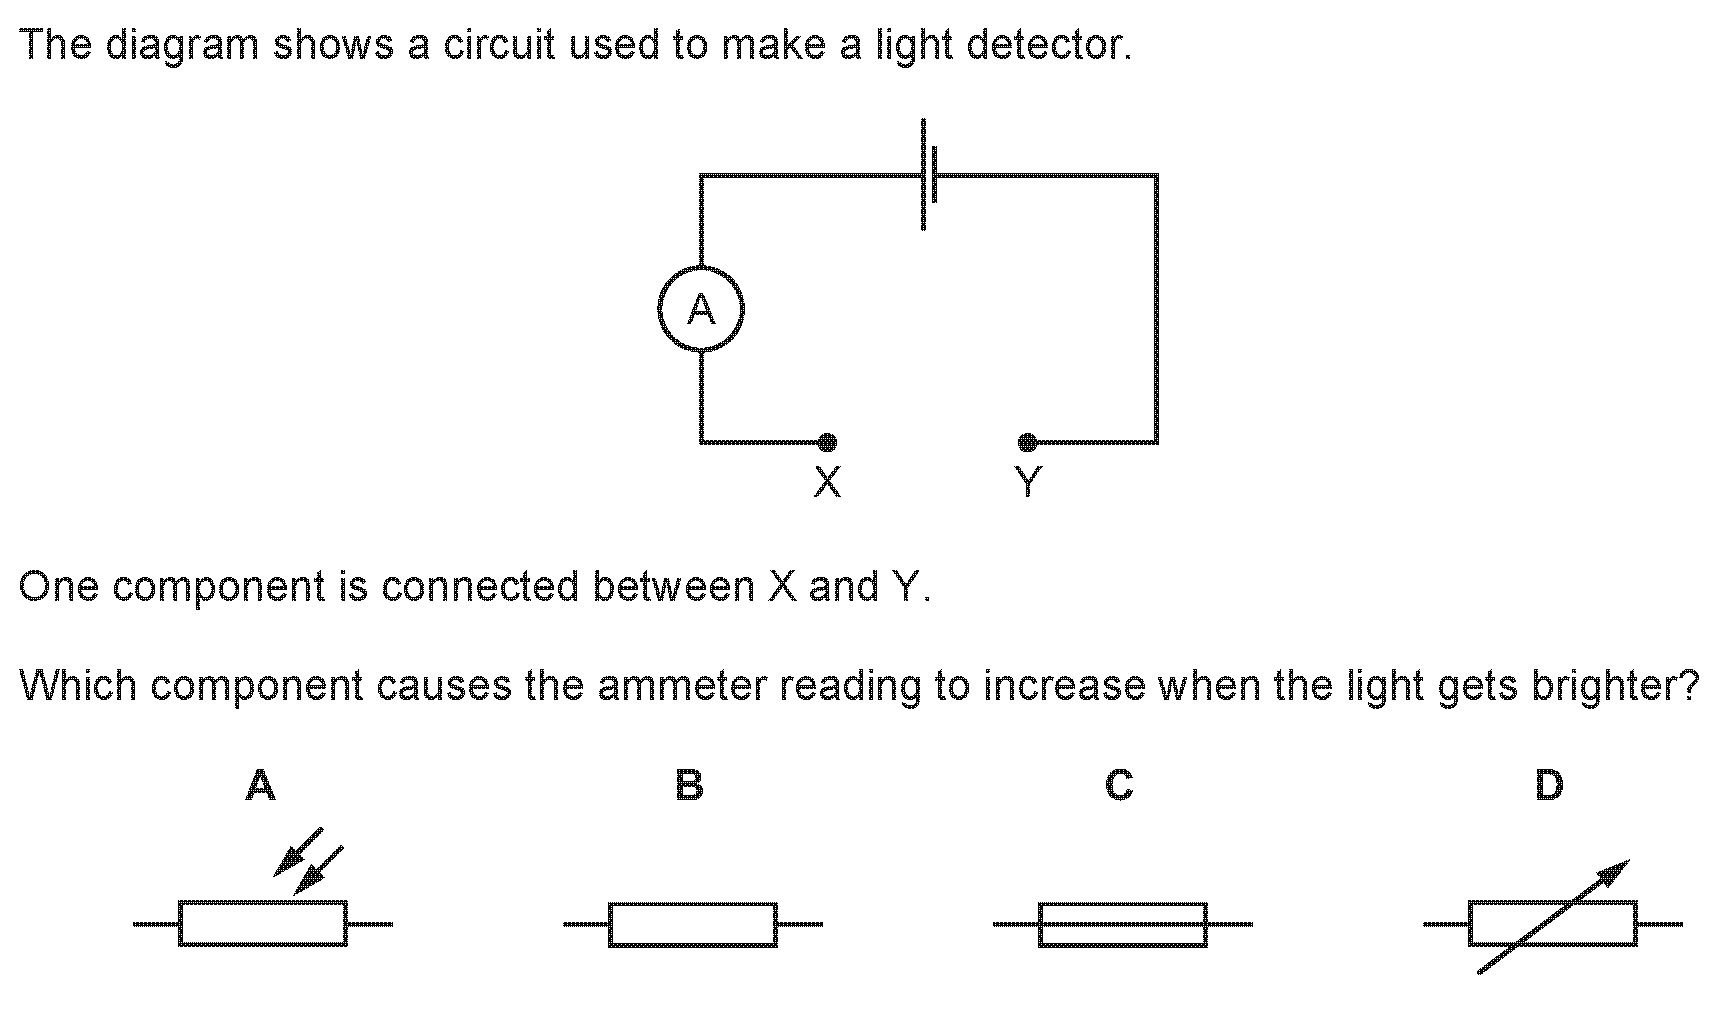 The diagram shows a circuit used to make a light detector.
A
X Y
One component is connected between X and Y.
Which component causes the ammeter reading to increase when the light gets brighter?
A B C D